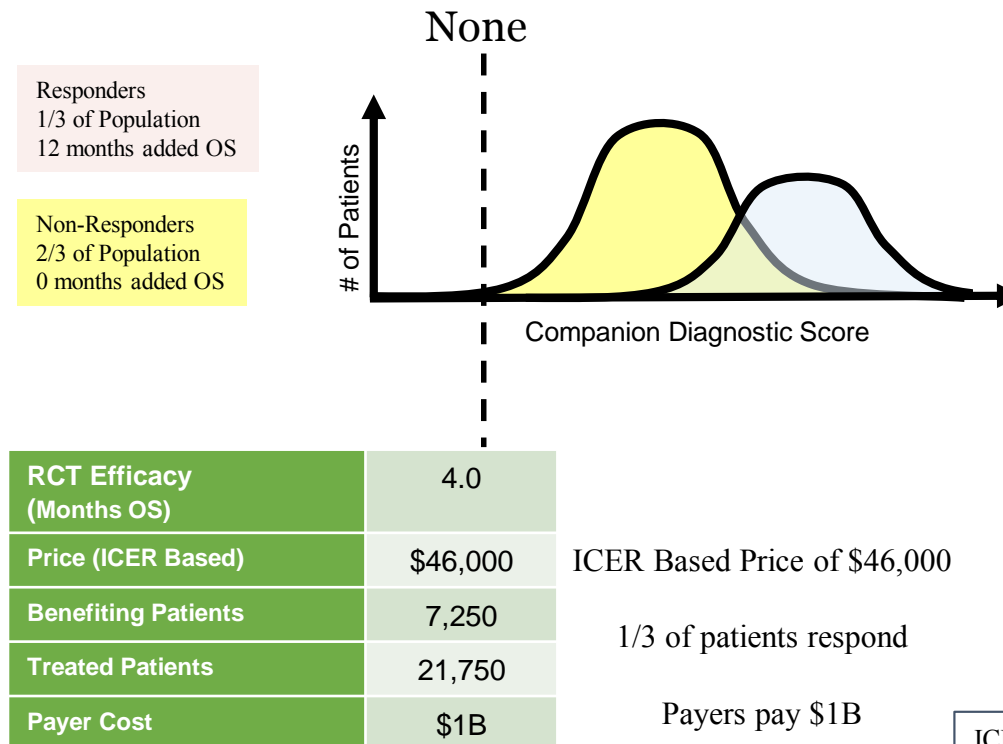 None
Responders
1/3 of Population
12 months added OS
Non-Responders
2/3 of Population
0 months added OS
# of Patients
Companion Diagnostic Score
RCT Efficacy
(Months OS)
4.0
Price (ICER Based)
$46,000
Benefiting Patients
7,250
Treated Patients
21,750
Payer Cost
$1B
ICER Based Price of $46,000
1/3 of patients respond
Payers pay $1B